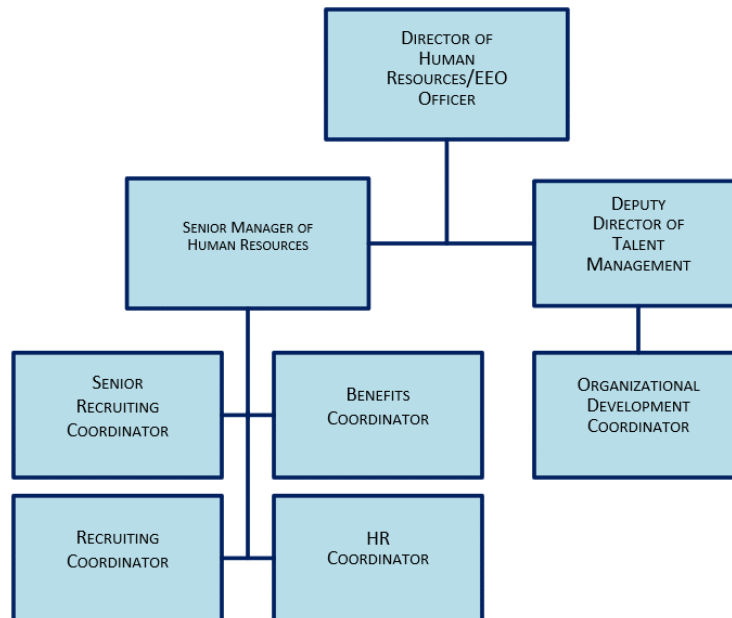 Director of
Human
Resources/EEO
Officer
Senior Manager of
Human Resources
Deputy
Director of
Talent
Management
Senior
Recruiting
Coordinator
Benefits
Coordinator
Organizational
Development
Coordinator
Recruiting
Coordinator
HR
Coordinator